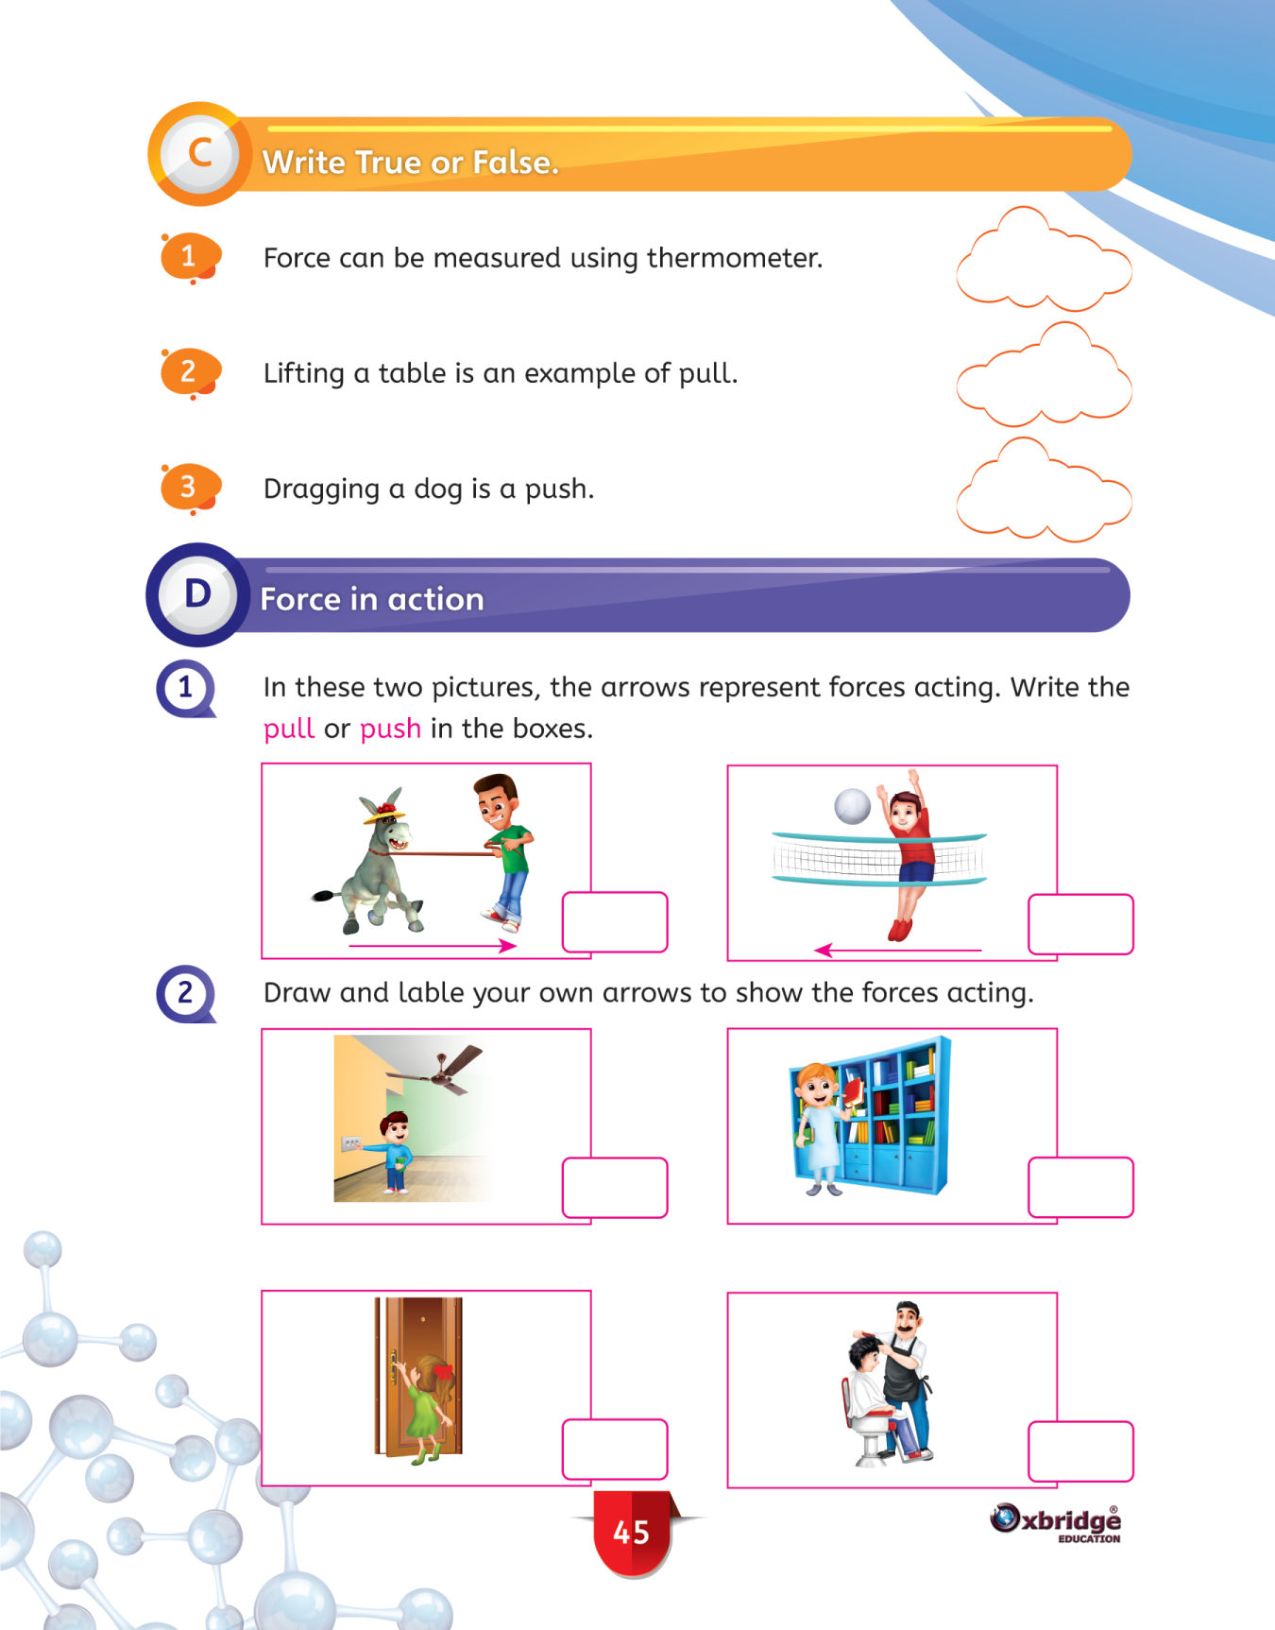 C
Write True or False.
1
Force can be measured using thermometer.
2
Lifting a table is an example of pull.
3
Dragging a dog is a push.
D
Force in action
1
In these two pictures, the arrows represent forces acting. Write the
pull or push in the boxes.
2
Draw and lable your own arrows to show the forces acting.
45
Oxbridge®
EDUCATION